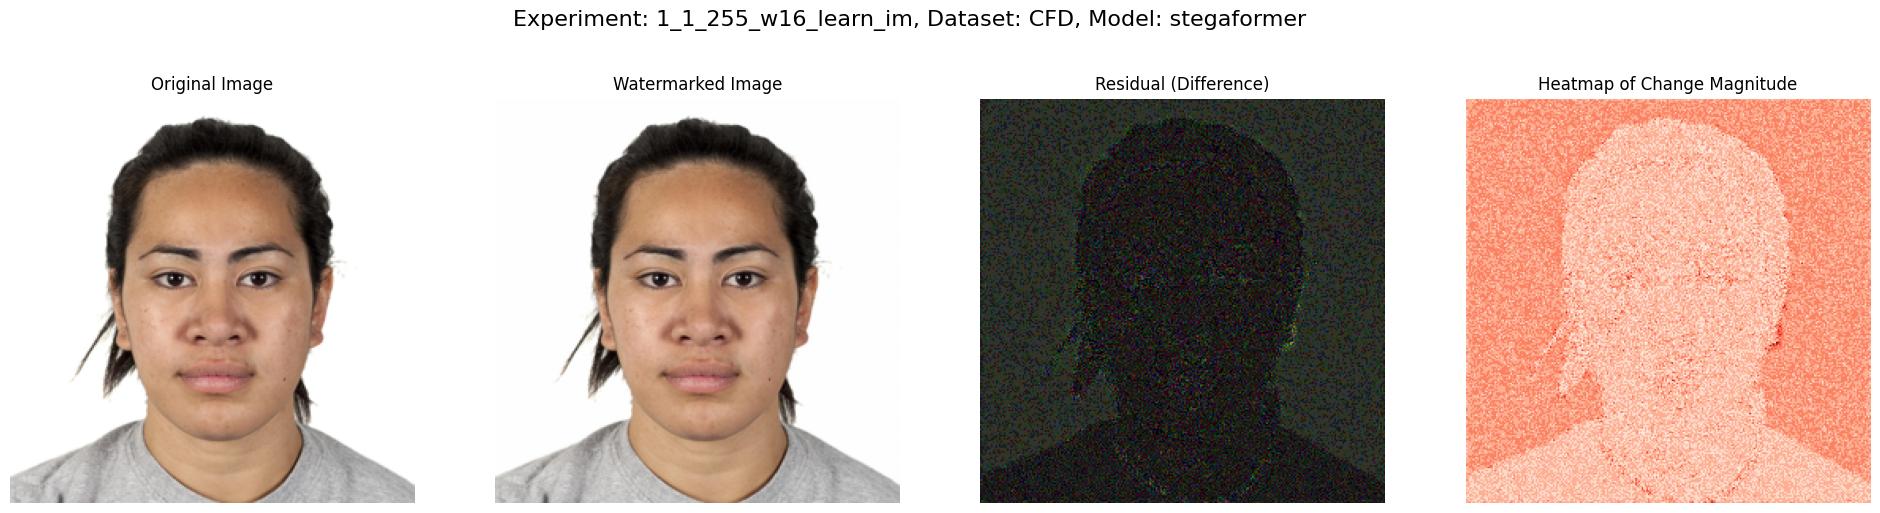 Experiment: 1_1_255_w16_learn_im, Dataset: CFD, Model: stegaformer
Original Image
Watermarked Image
Residual (Difference)
Heatmap of Change Magnitude